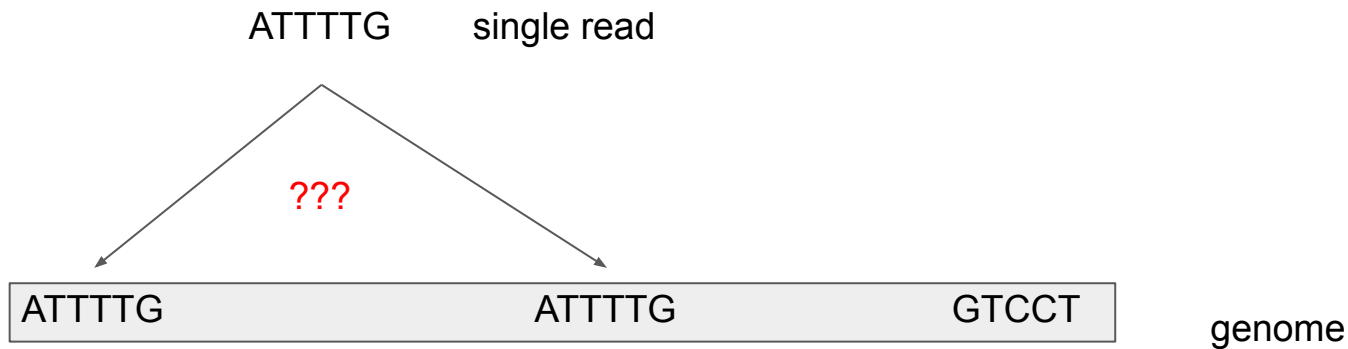 ATTTTG single read
???
ATTTTG ATTTTG GTCCT
genome